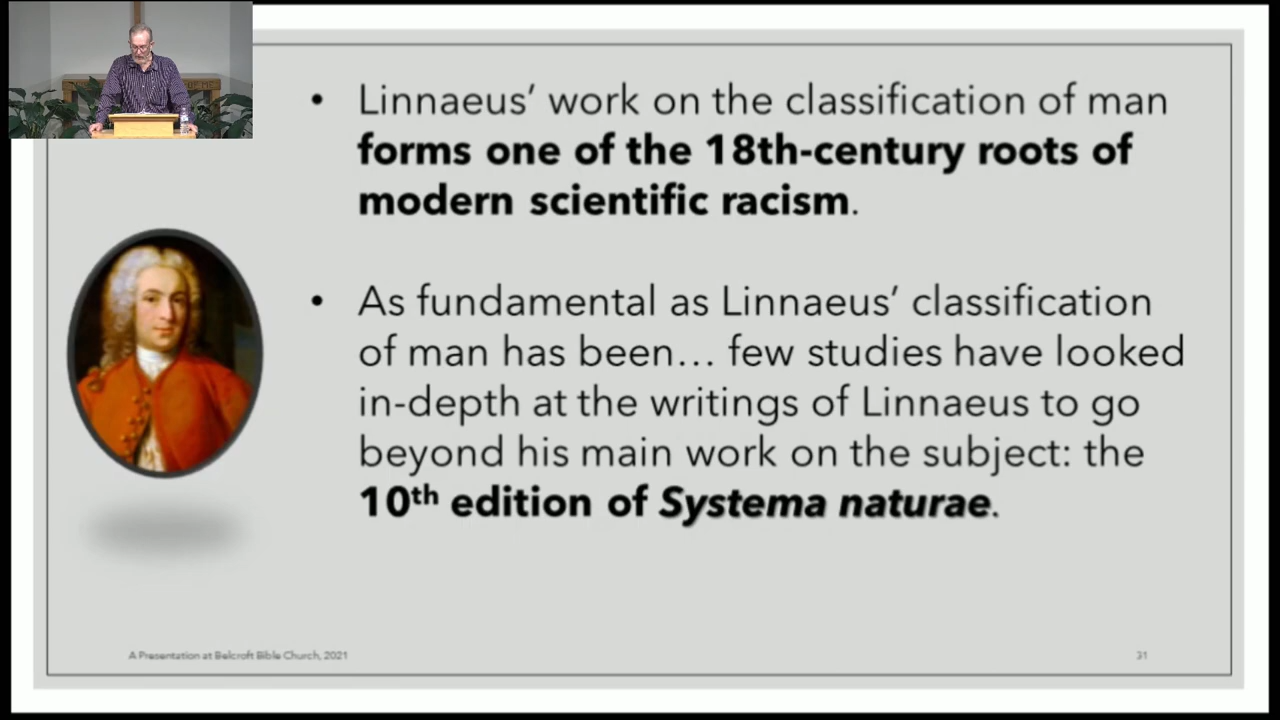 • Linnaeus’ work on the classification of man
forms one of the 18th-century roots of
modern scientific racism.
• As fundamental as Linnaeus’ classification
of man has been… few studies have looked
in-depth at the writings of Linnaeus to go
beyond his main work on the subject: the
10th edition of Systema naturae.
A Presentation at Belcroft Bible Church, 2021
31